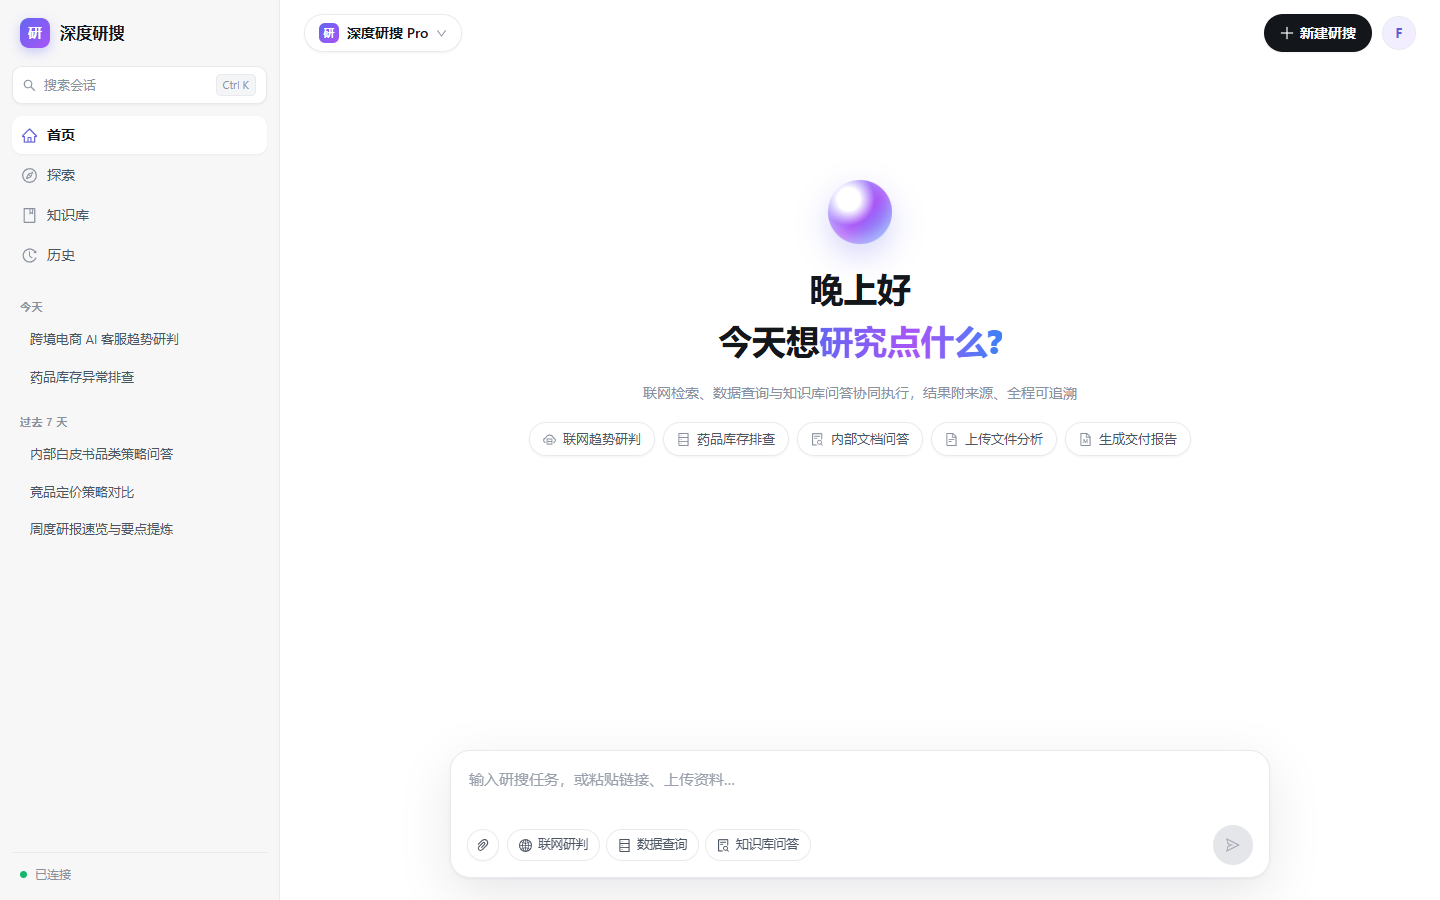 研 深度研搜
搜索会话 Ctrl K
首页
探索
知识库
历史
今天
跨境电商 AI 客服趋势研判
药品库存异常排查
过去 7 天
内部白皮书品类策略问答
竞品定价策略对比
周度研报速览与要点提炼
已连接
研 深度研搜 Pro
新建研搜 F
晚上好
今天想研究点什么?
联网检索、数据查询与知识库问答协同执行，结果附来源、全程可追溯
联网趋势研判 药品库存排查 内部文档问答 上传文件分析 生成交付报告
输入研搜任务，或粘贴链接、上传资料...
联网研判 数据查询 知识库问答